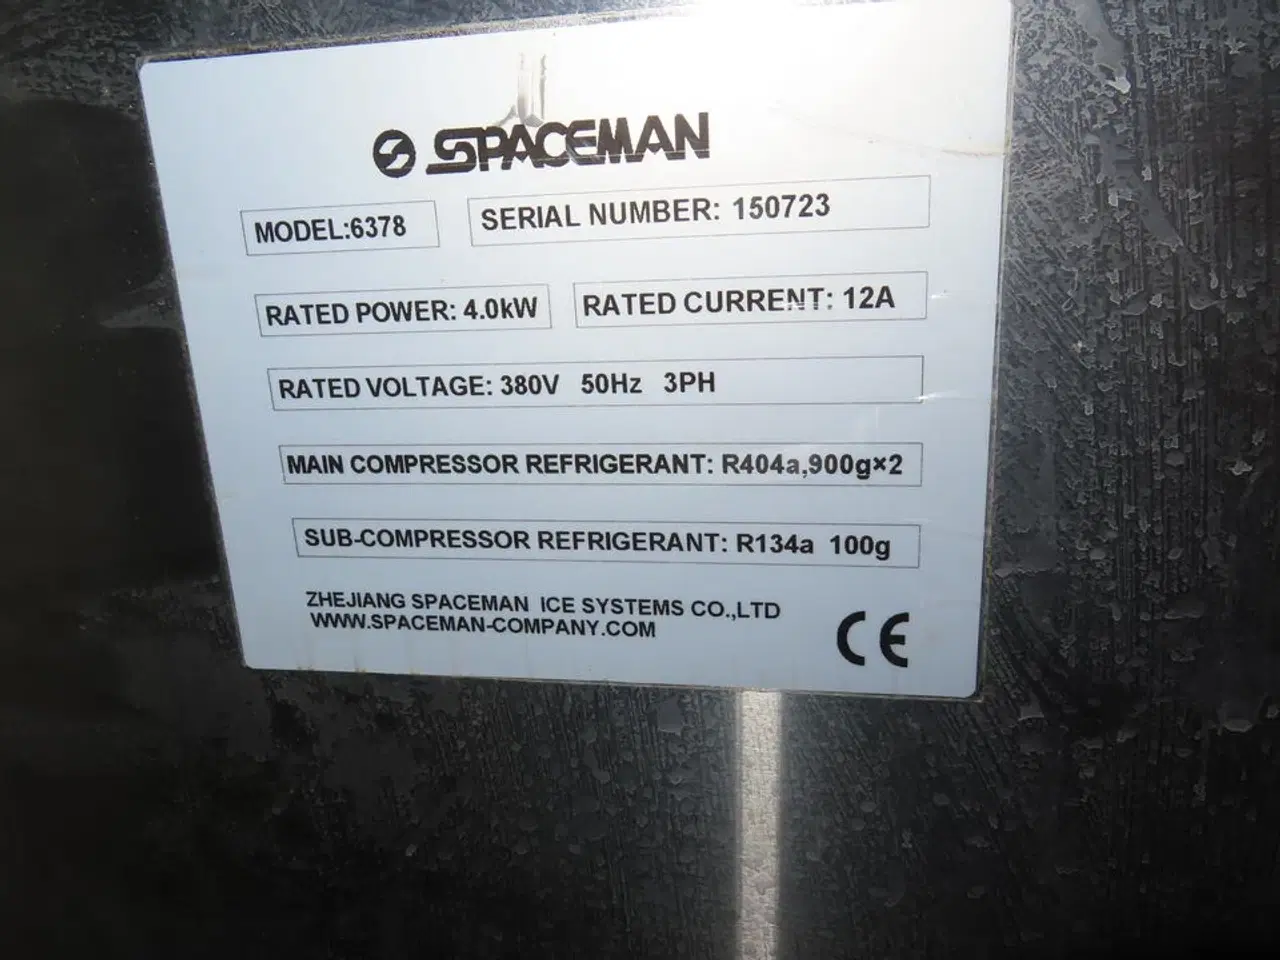 SPACEMAN
MODEL:6378
SERIAL NUMBER: 150723
RATED POWER: 4.0kW
RATED CURRENT: 12A
RATED VOLTAGE: 380V 50Hz 3PH
MAIN COMPRESSOR REFRIGERANT: R404a,900g×2
SUB-COMPRESSOR REFRIGERANT: R134a 100g
ZHEJIANG SPACEMAN ICE SYSTEMS CO.,LTD
WWW.SPACEMAN-COMPANY.COM
CE